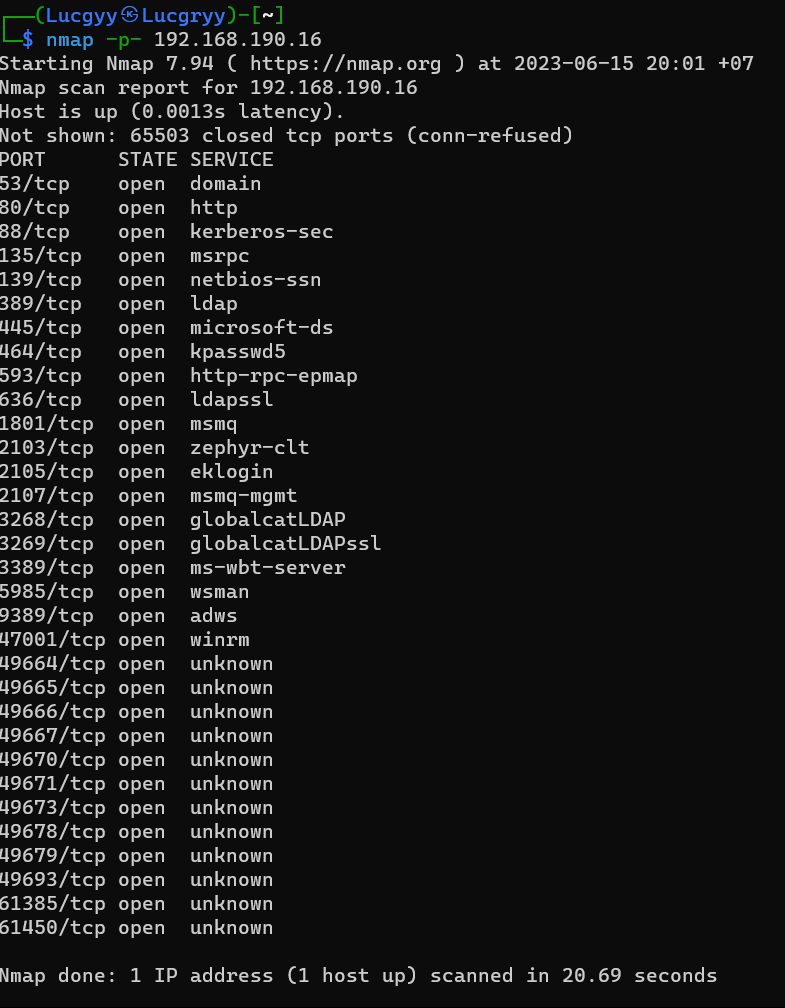 ┌──(Lucgyy㉿Lucgryy)-[~]
└─$ nmap -p- 192.168.190.16
Starting Nmap 7.94 ( https://nmap.org ) at 2023-06-15 20:01 +07
Nmap scan report for 192.168.190.16
Host is up (0.0013s latency).
Not shown: 65503 closed tcp ports (conn-refused)
PORT      STATE SERVICE
53/tcp    open  domain
80/tcp    open  http
88/tcp    open  kerberos-sec
135/tcp   open  msrpc
139/tcp   open  netbios-ssn
389/tcp   open  ldap
445/tcp   open  microsoft-ds
464/tcp   open  kpasswd5
593/tcp   open  http-rpc-epmap
636/tcp   open  ldapssl
1801/tcp  open  msmq
2103/tcp  open  zephyr-clt
2105/tcp  open  eklogin
2107/tcp  open  msmq-mgmt
3268/tcp  open  globalcatLDAP
3269/tcp  open  globalcatLDAPssl
3389/tcp  open  ms-wbt-server
5985/tcp  open  wsman
9389/tcp  open  adws
47001/tcp open  winrm
49664/tcp open  unknown
49665/tcp open  unknown
49666/tcp open  unknown
49667/tcp open  unknown
49670/tcp open  unknown
49671/tcp open  unknown
49673/tcp open  unknown
49678/tcp open  unknown
49679/tcp open  unknown
49693/tcp open  unknown
61385/tcp open  unknown
61450/tcp open  unknown
Nmap done: 1 IP address (1 host up) scanned in 20.69 seconds